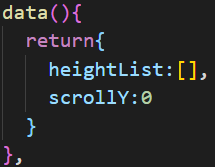 data(){
  return{
    heightList:[],
    scrollY:0
  }
},